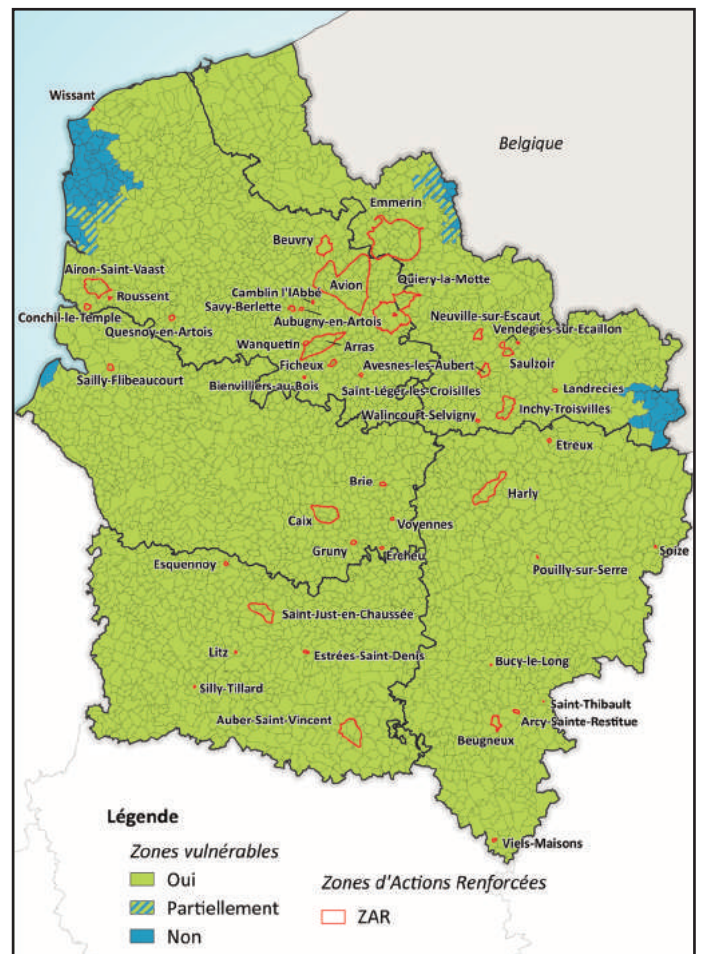 Wissant
Belgique
Emmerin
Beuvry
Airon-Saint-Vaast
Avion
Quiery-la-Motte
Roussent
Camblin l'Abbé
Savy-Berlette
Neuville-sur-Escaut
Conchil-le-Temple
Aubugny-en-Artois
Vendegies-sur-Ecaillon
Quesnoy-en-Artois
Wanquetin
Arras
Saulzoir
Ficheux
Avesnes-les-Aubert
Sailly-Flibeaucourt
Bienvilliers-au-Bois
Saint-Léger-lès-Croisilles
Landrecies
Walincourt-Selvigny
Inchy-Troisvilles
Etreux
Brie
Harly
Caix
Voyennes
Gruny
Ercheu
Soize
Esquennoy
Pouilly-sur-Serre
Saint-Just-en-Chaussée
Litz
Estrées-Saint-Denis
Bucy-le-Long
Silly-Tillard
Saint-Thibault
Auber-Saint-Vincent
Arcy-Sainte-Restitue
Beugneux
Viels-Maisons
Légende
Zones vulnérables
Oui
Partiellement
Non
Zones d'Actions Renforcées
ZAR